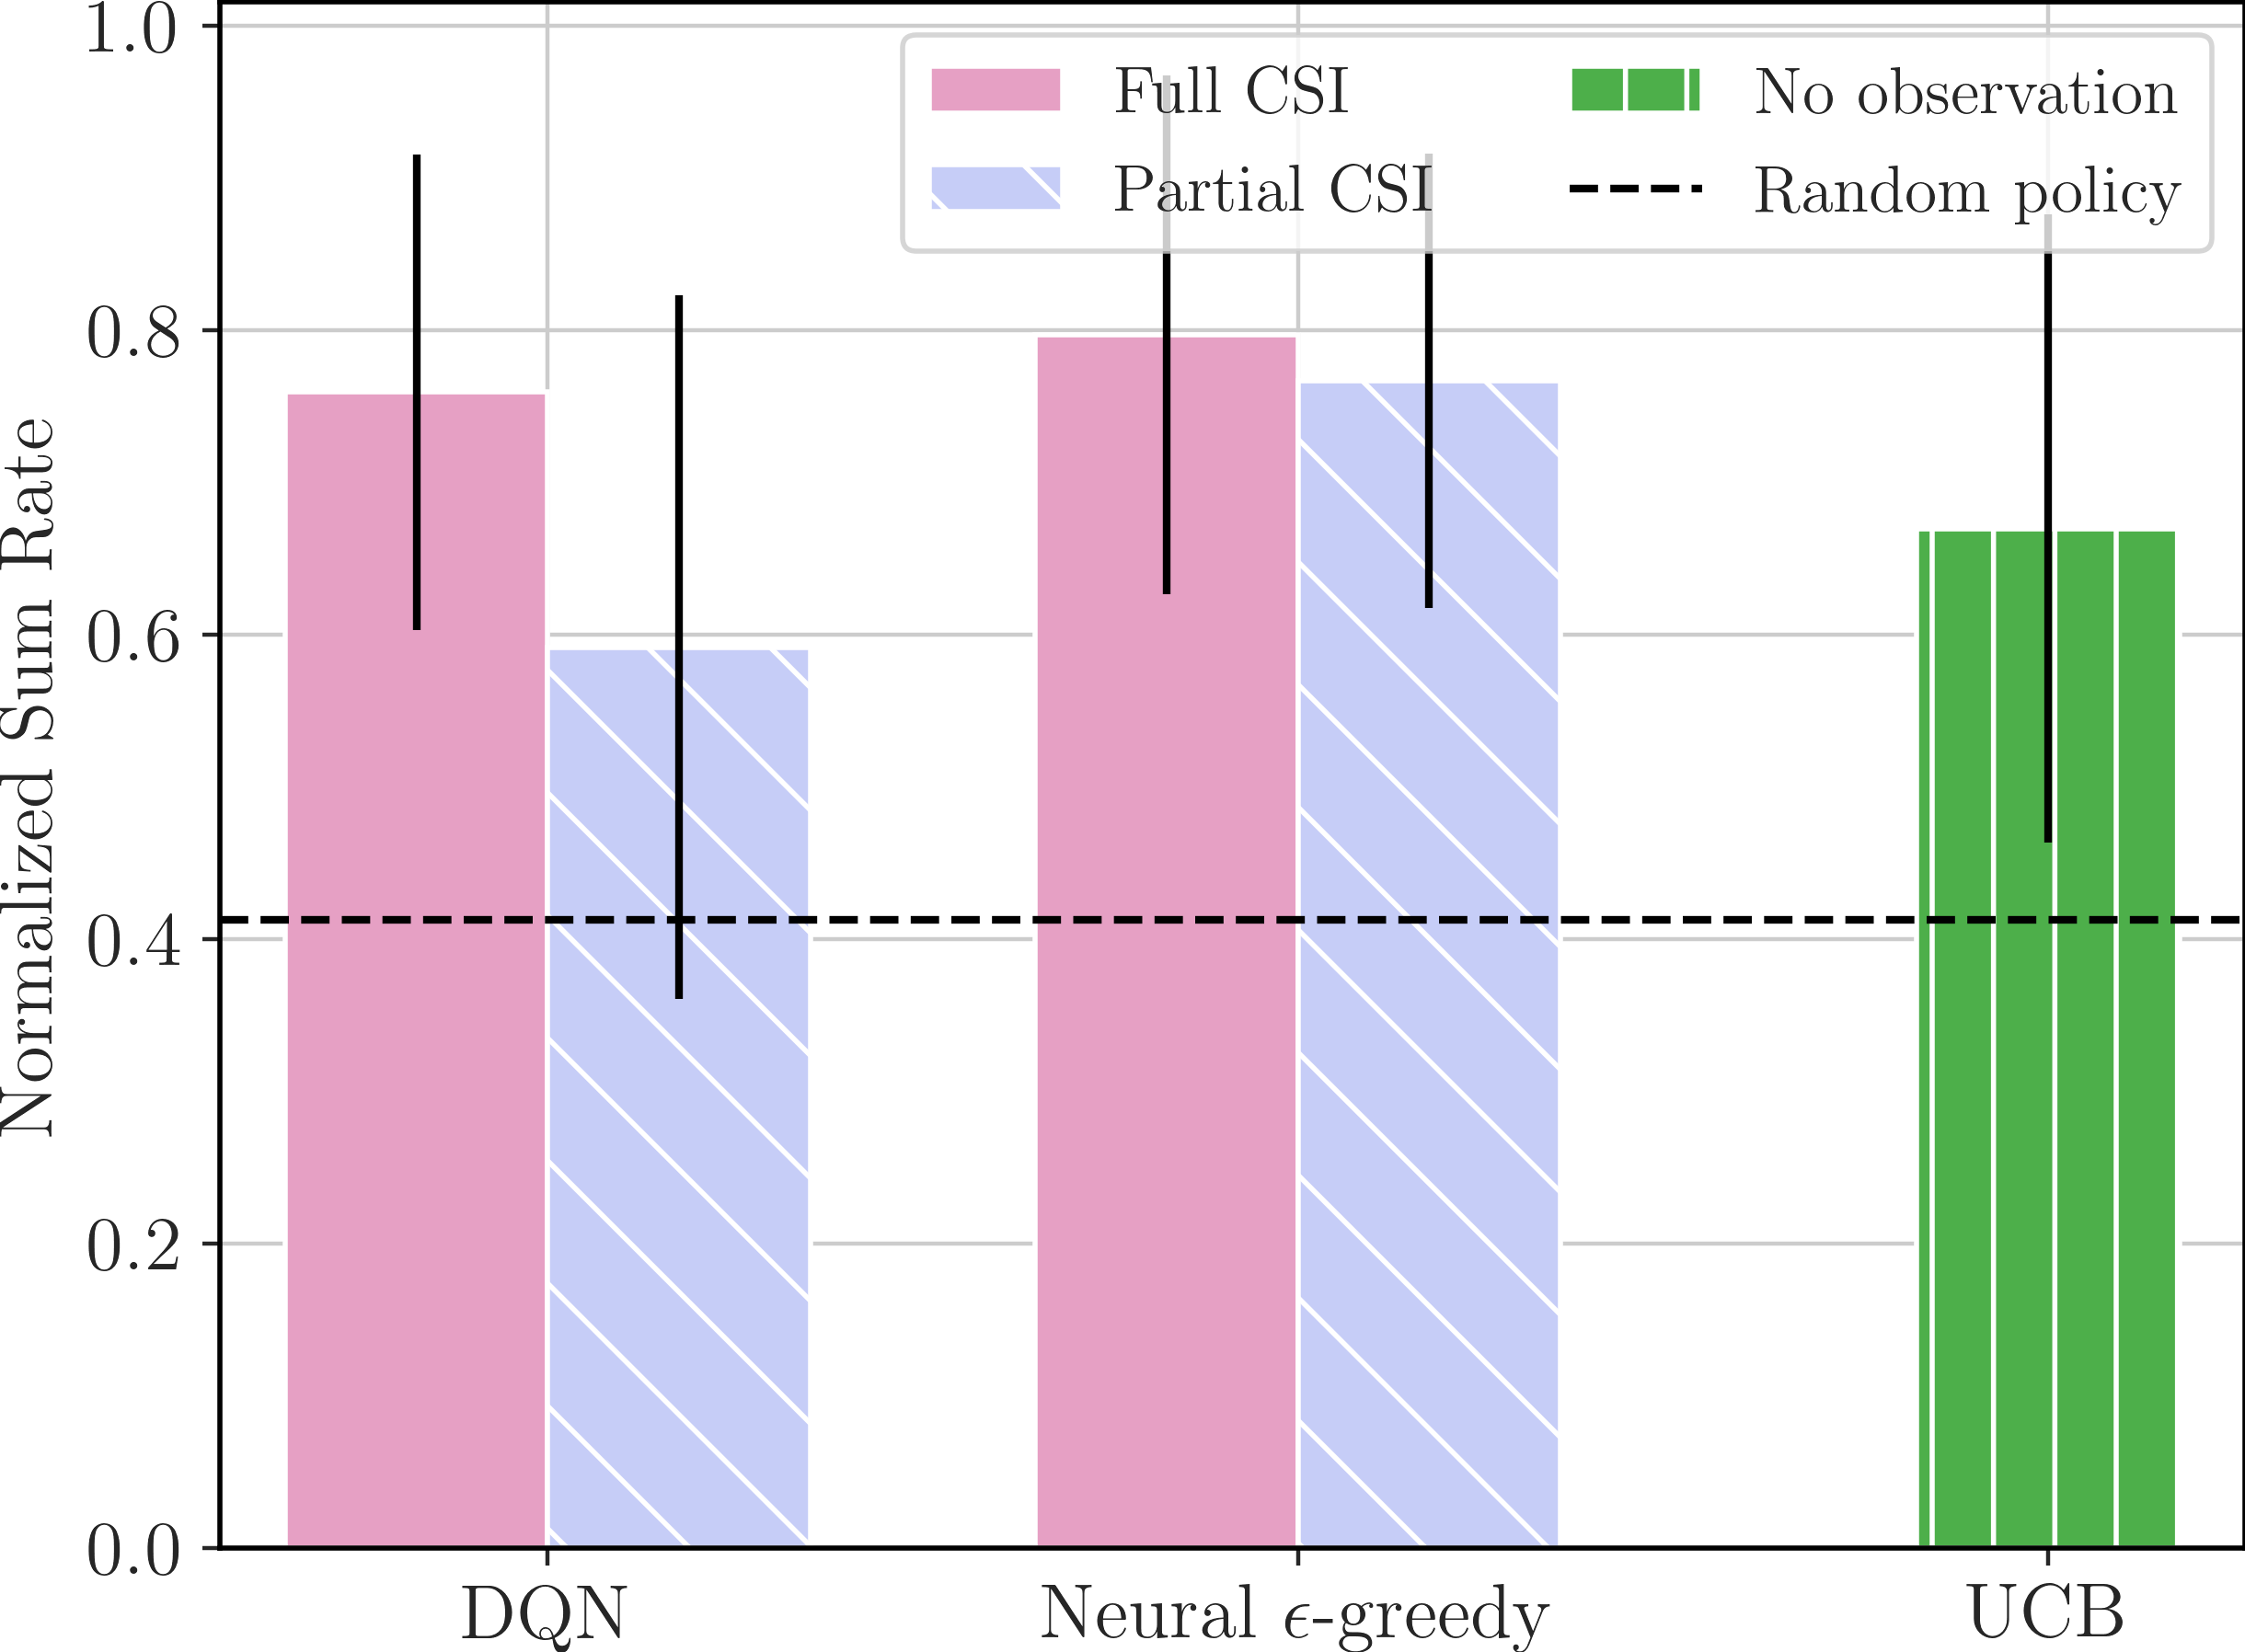 Normalized Sum Rate
1.0
0.8
0.6
0.4
0.2
0.0
Full CSI
Partial CSI
No observation
Random policy
DQN
Neural ϵ-greedy
UCB